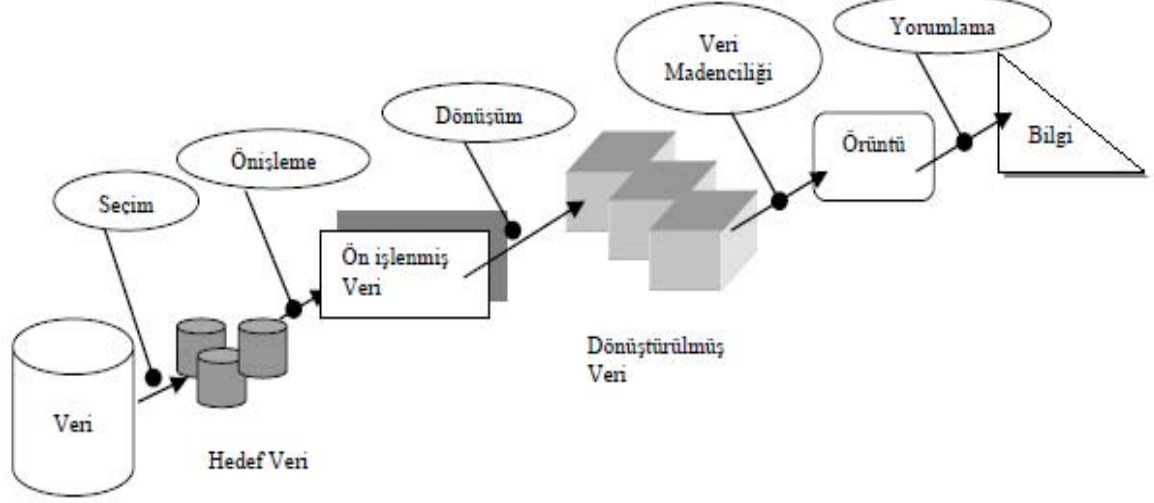 Yorumlama
Veri
Madenciliği
Dönüşüm
Örüntü
Bilgi
Önişleme
Seçim
Ön işlenmiş
Veri
Dönüştürülmüş
Veri
Veri
Hedef Veri